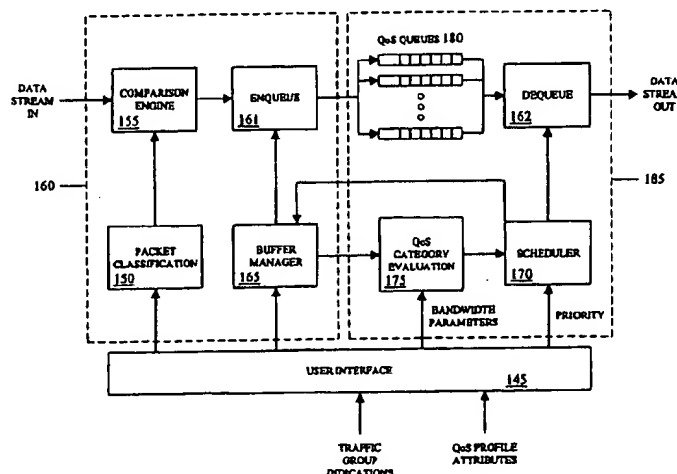 QoS QUEUES 180
DATA
STREAM
IN
COMPARISON
ENGINE
155
ENQUEUE
161
DEQUEUE
162
DATA
STREAM
OUT
160
185
PACKET
CLASSIFICATION
150
BUFFER
MANAGER
165
QoS
CATEGORY
EVALUATION
175
SCHEDULER
170
BANDWIDTH
PARAMETERS
PRIORITY
USER INTERFACE
145
TRAFFIC
GROUP
INDICATIONS
QoS PROFILE
ATTRIBUTES